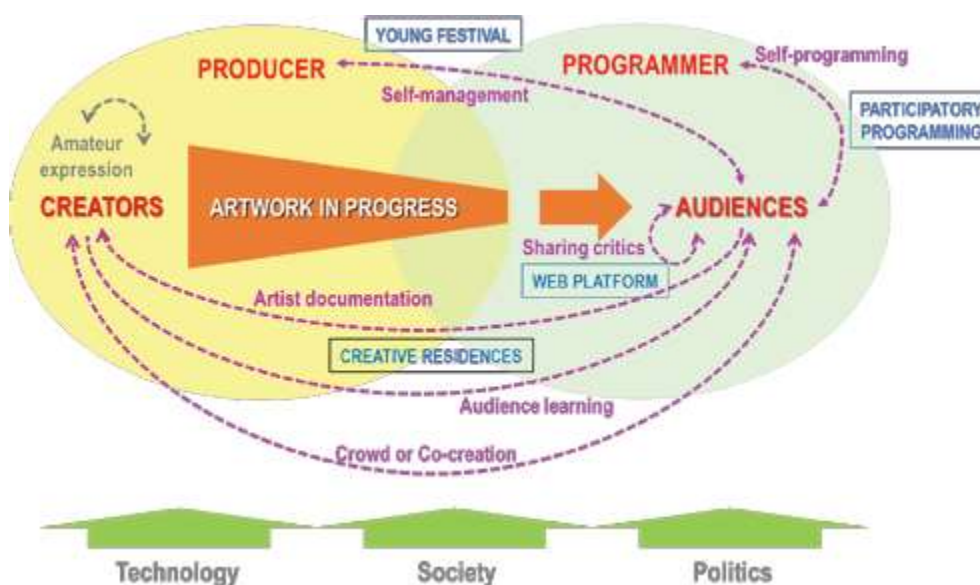 YOUNG FESTIVAL
PRODUCER
PROGRAMMER
Self-programming
Self-management
PARTICIPATORY
PROGRAMMING
Amateur
expression
CREATORS
ARTWORK IN PROGRESS
AUDIENCES
Sharing critics
WEB PLATFORM
Artist documentation
CREATIVE RESIDENCES
Audience learning
Crowd or Co-creation
Technology
Society
Politics